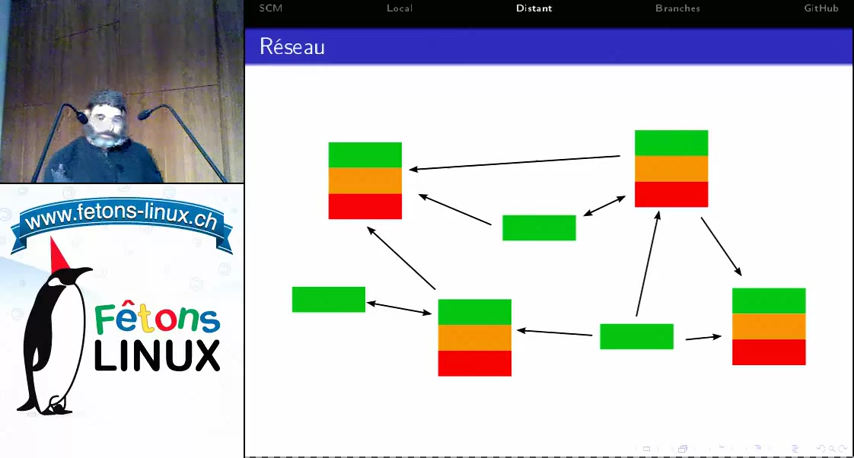 SCM Local Distant Branches GitHub
Réseau
www.fetons-linux.ch
Fêtons
LINUX